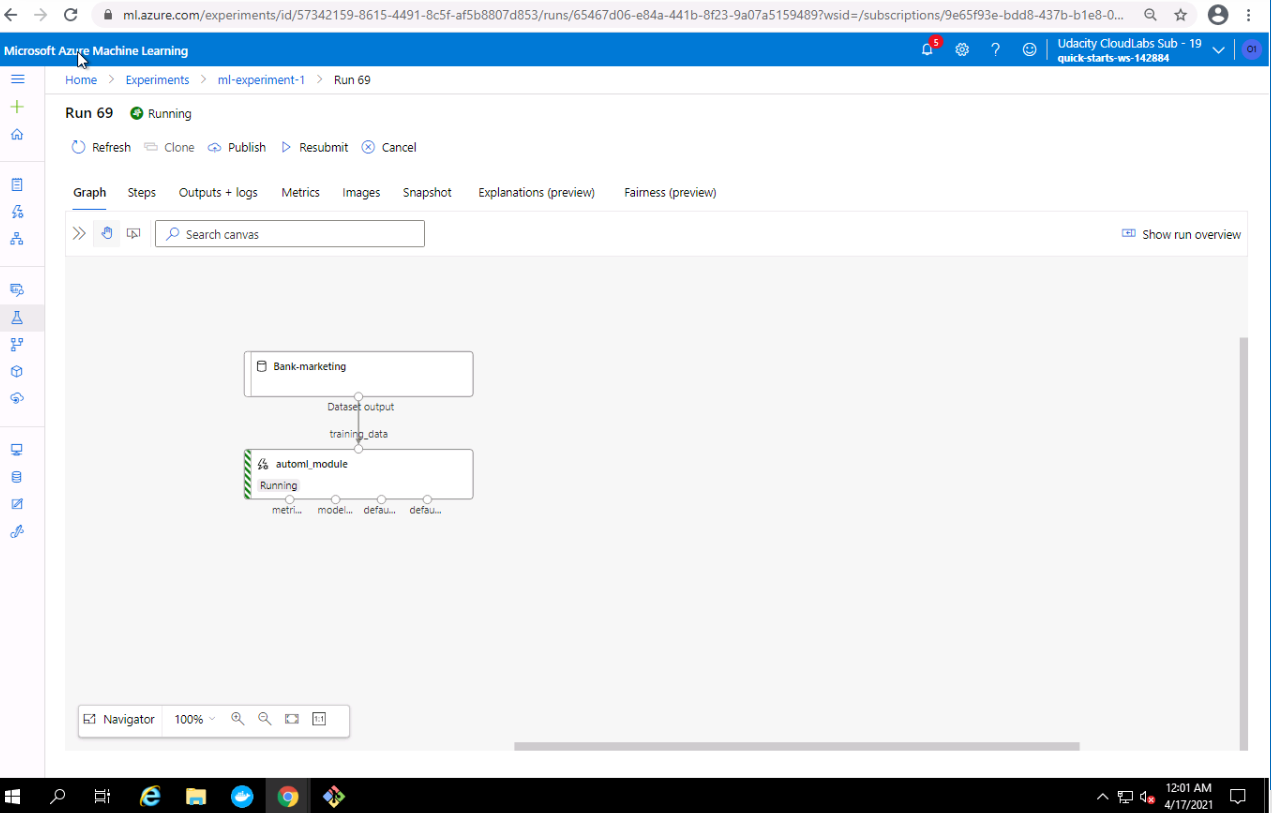 ml.azure.com/experiments/id/57342159-8615-4491-8c5f-af5b8807d853/runs/65467d06-e84a-441b-8f23-9a07a5159489?wsid=/subscriptions/9e65f93e-bdd8-437b-b1e8-0...
Microsoft Azure Machine Learning
5
Udacity CloudLabs Sub - 19
quick-starts-ws-142884
O1
Home > Experiments > ml-experiment-1 > Run 69
Run 69 Running
Refresh Clone Publish Resubmit Cancel
Graph Steps Outputs + logs Metrics Images Snapshot Explanations (preview) Fairness (preview)
Search canvas
Show run overview
Bank-marketing
Dataset output
training_data
automl_module
Running
metri... model... defau... defau...
Navigator 100% 1:1
12:01 AM
4/17/2021